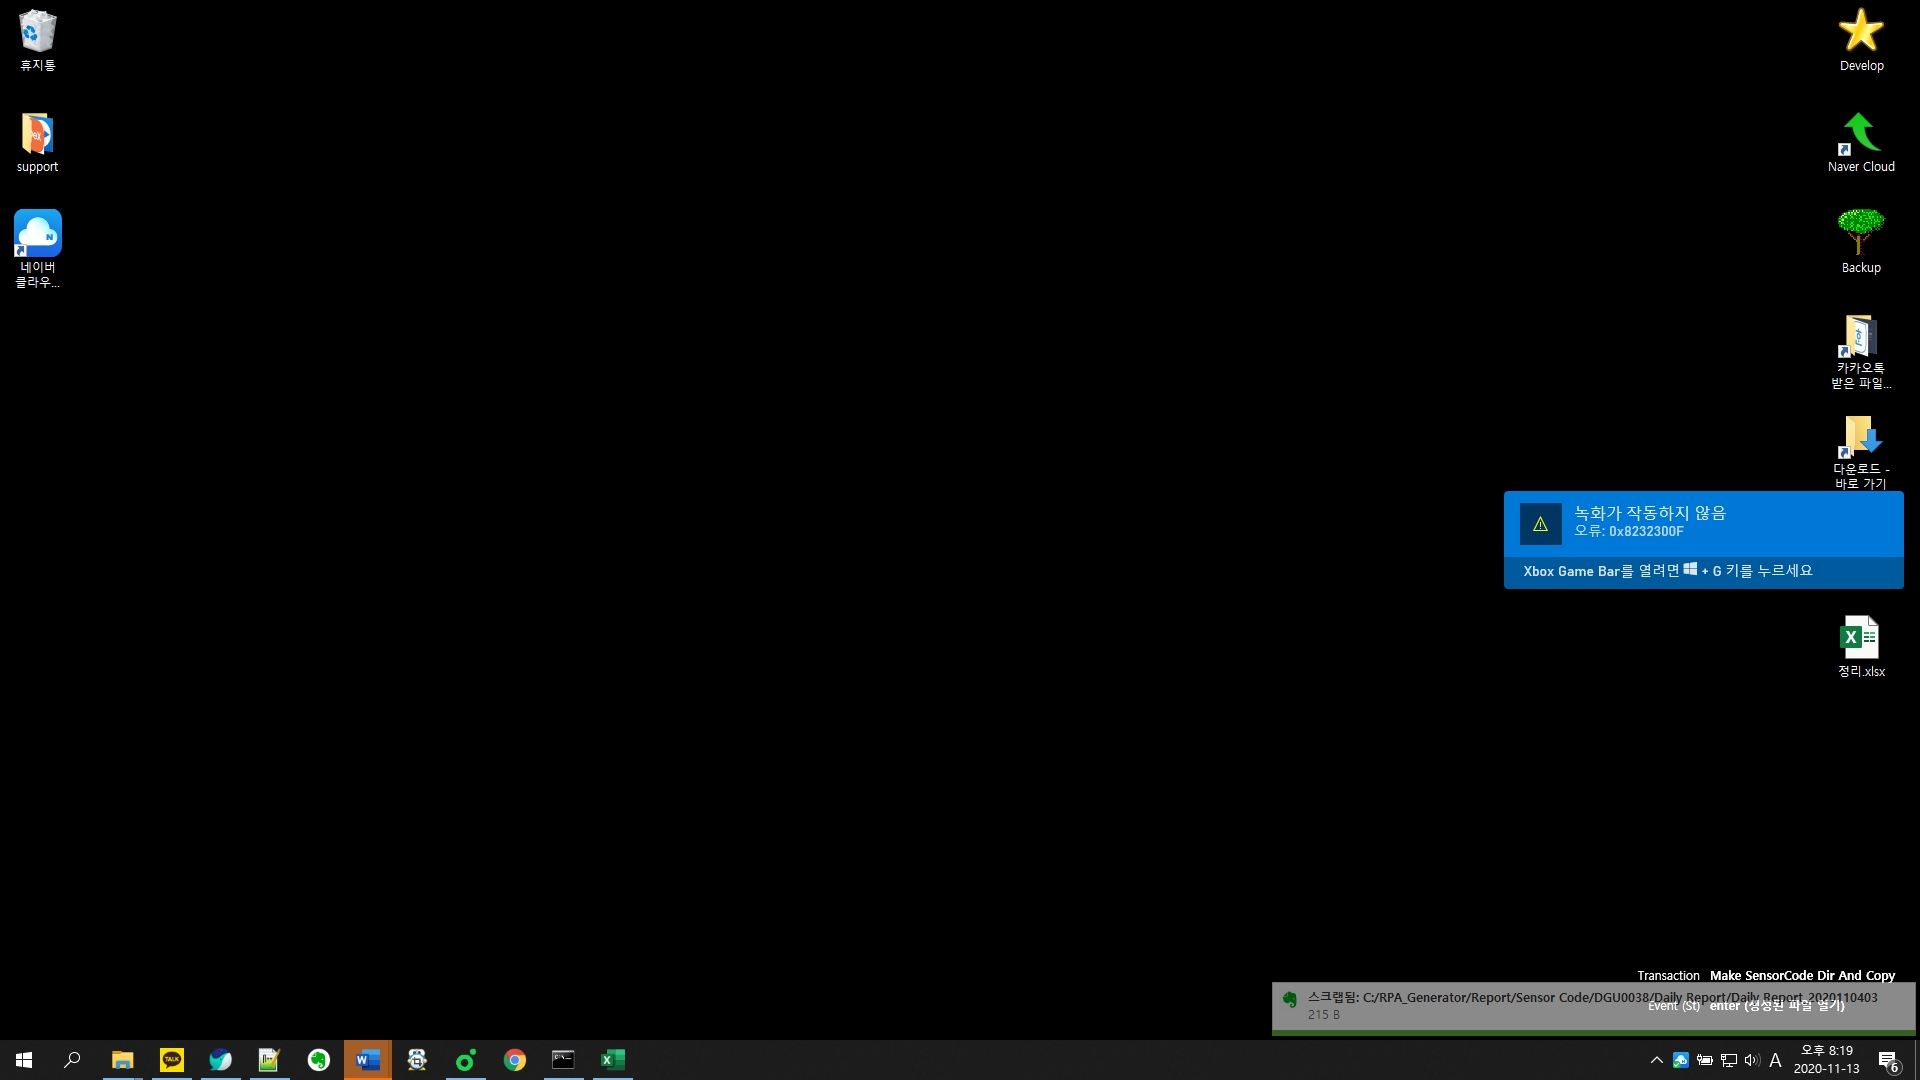 휴지통
support
네이버
클라우...
Develop
Naver Cloud
Backup
카카오톡
받은 파일...
다운로드 -
바로 가기
녹화가 작동하지 않음
오류: 0x8232300F
Xbox Game Bar를 열려면 + G 키를 누르세요
정리.xlsx
Transaction Make SensorCode Dir And Copy
스크랩됨: C:/RPA_Generator/Report/Sensor Code/DGU0038/Daily Report/Daily Report_2020110403
Event (St) enter (생성된 파일 열기)
215 B
TALK
A
오후 8:19
2020-11-13
6